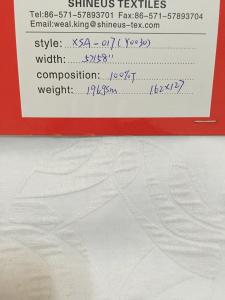 SHINEUS TEXTILES
Tel:86-571-57893701 Fax:86-571-57893704
Email:weal.king@shineus-tex.com
style: XSA-017(Y0030)
width: 57/58"
composition: 100%T
weight: 196gsm 162x127